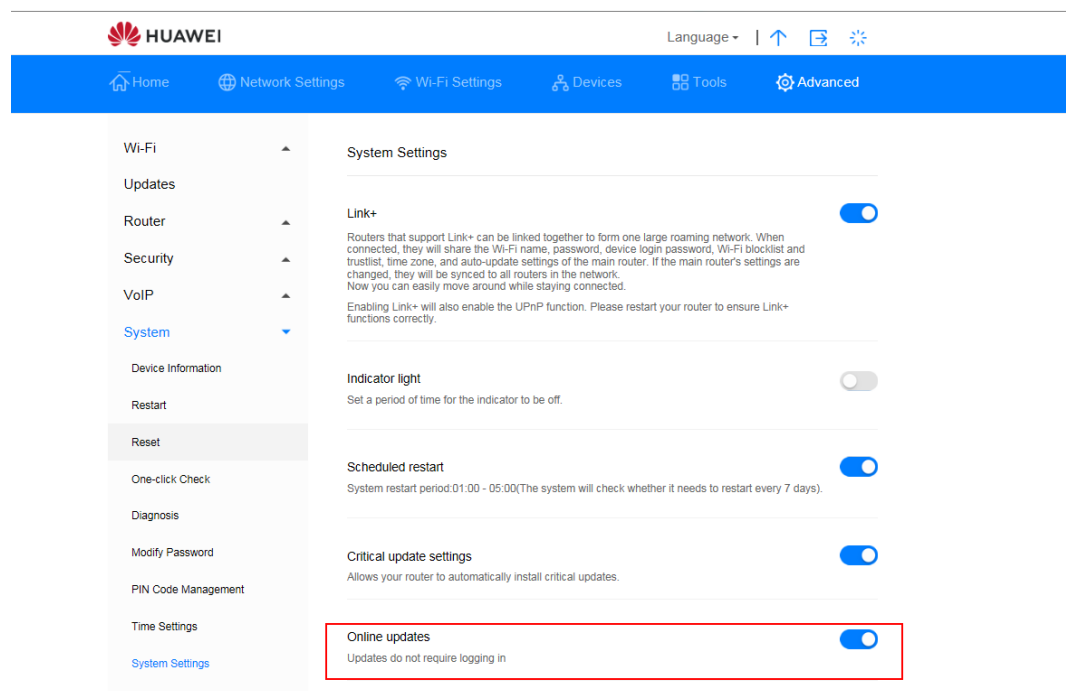 HUAWEI
Language
Home
Network Settings
Wi-Fi Settings
Devices
Tools
Advanced
Wi-Fi
Updates
Router
Security
VoIP
System
Device Information
Restart
Reset
One-click Check
Diagnosis
Modify Password
PIN Code Management
Time Settings
System Settings
System Settings
Link+
Routers that support Link+ can be linked together to form one large roaming network. When
connected, they will share the Wi-Fi name, password, device login password, Wi-Fi blocklist and
trustlist, time zone, and auto-update settings of the main router. If the main router's settings are
changed, they will be synced to all routers in the network.
Now you can easily move around while staying connected.
Enabling Link+ will also enable the UPnP function. Please restart your router to ensure Link+
functions correctly.
Indicator light
Set a period of time for the indicator to be off.
Scheduled restart
System restart period:01:00 - 05:00(The system will check whether it needs to restart every 7 days).
Critical update settings
Allows your router to automatically install critical updates.
Online updates
Updates do not require logging in